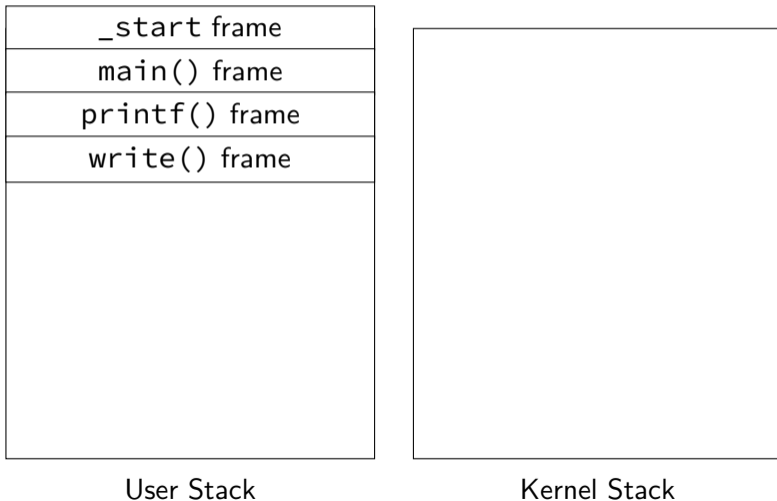 _start frame
main() frame
printf() frame
write() frame
User Stack
Kernel Stack